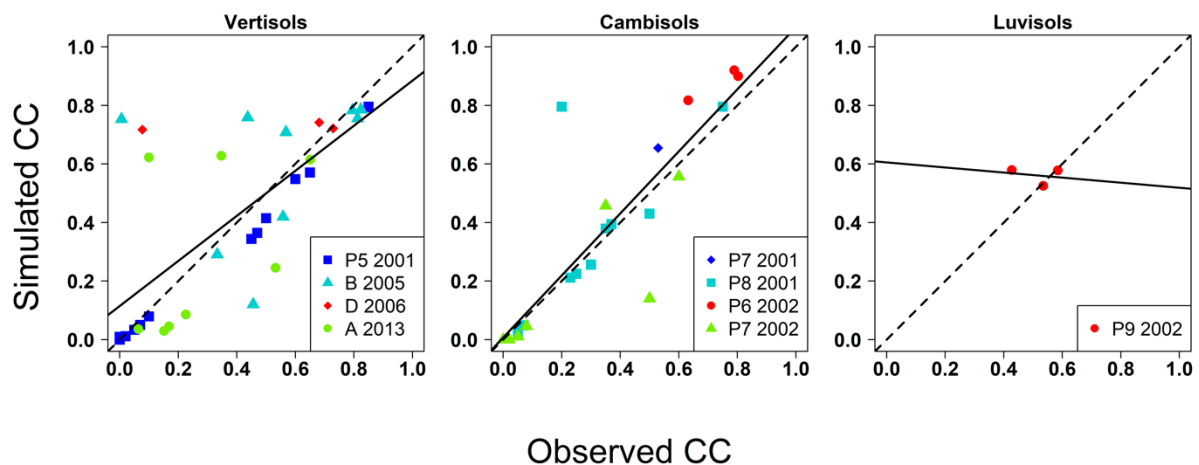 Vertisols
Cambisols
Luvisols
Simulated CC
1.0
0.8
0.6
0.4
0.2
0.0
0.0 0.2 0.4 0.6 0.8 1.0
P5 2001
B 2005
D 2006
A 2013
1.0
0.8
0.6
0.4
0.2
0.0
0.0 0.2 0.4 0.6 0.8 1.0
P7 2001
P8 2001
P6 2002
P7 2002
1.0
0.8
0.6
0.4
0.2
0.0
0.0 0.2 0.4 0.6 0.8 1.0
P9 2002
Observed CC